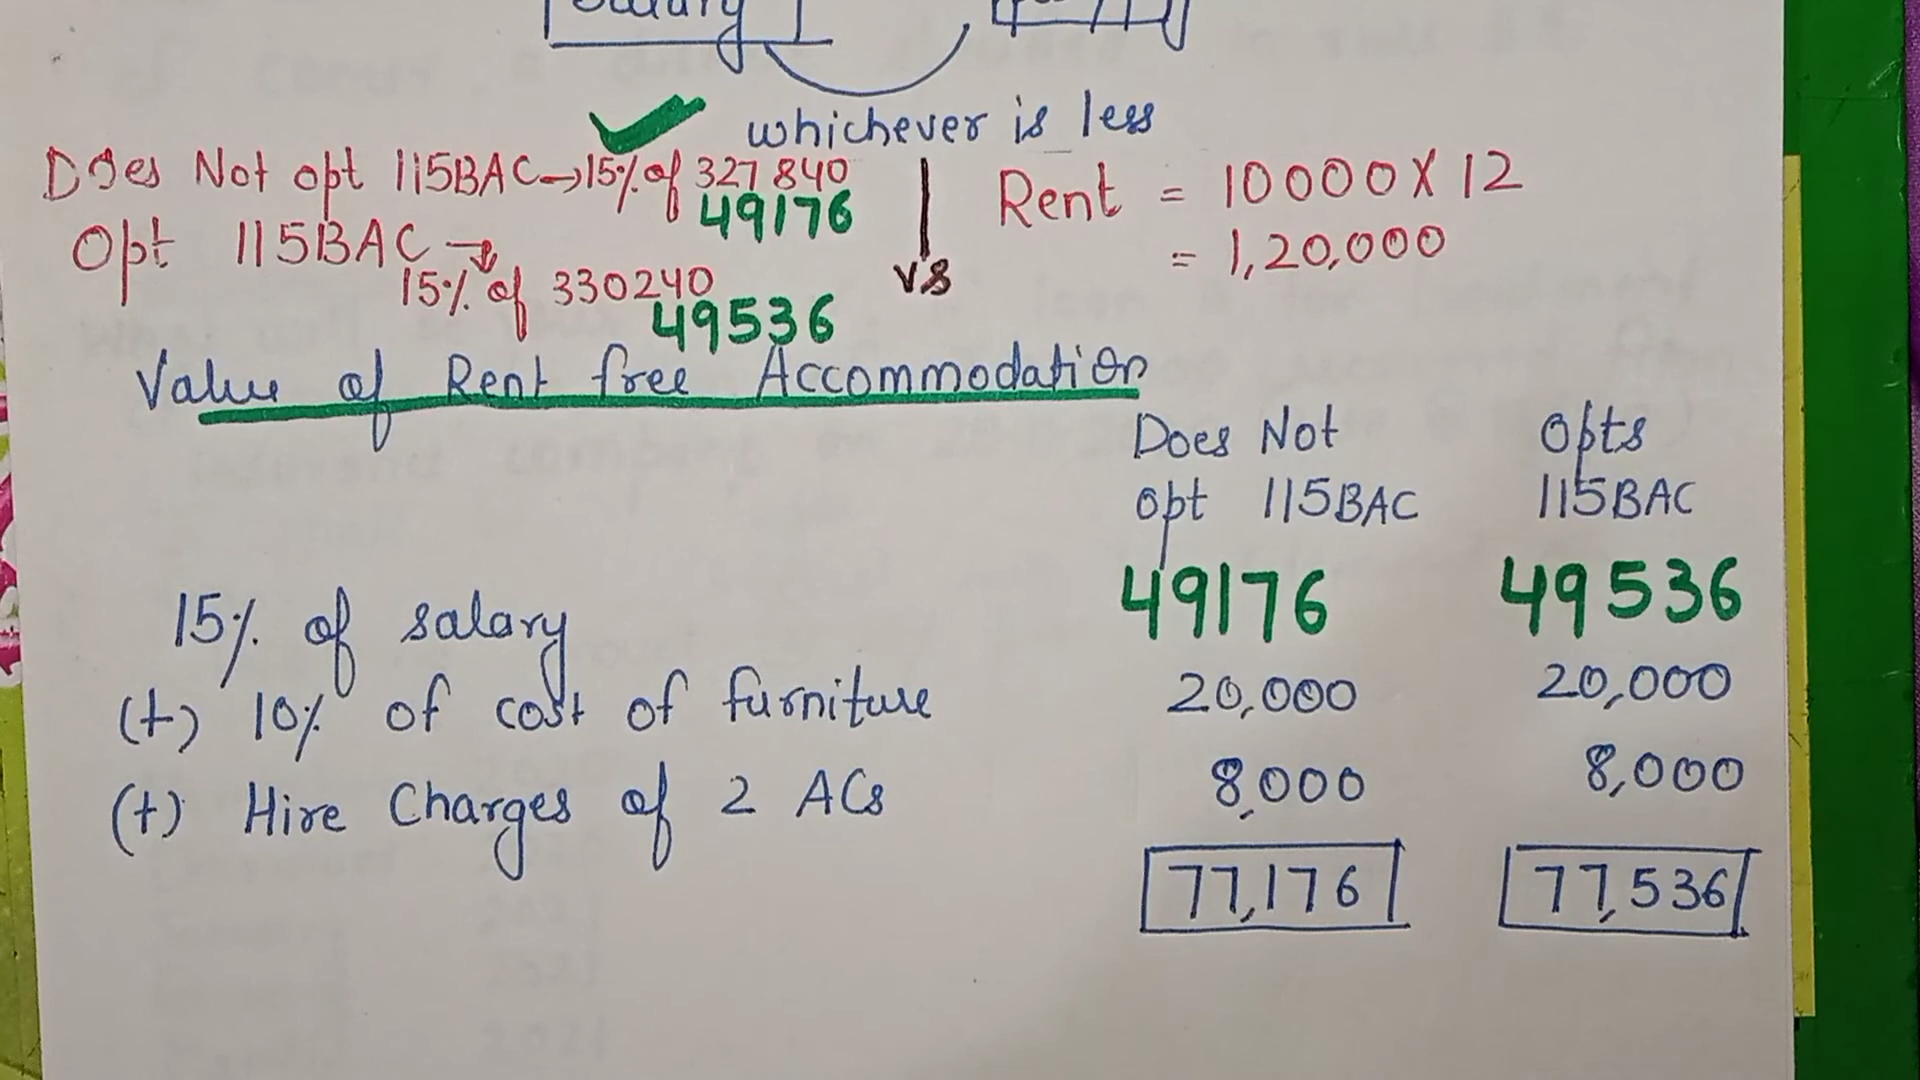 salary
whichever is less
Does Not opt 115BAC→15% of 327840
49176
Opt 115BAC→
15% of 330240
49536
vs
Rent = 10000 X 12
= 1,20,000
Value of Rent free Accommodation
Does Not
opt 115BAC
Opts
115BAC
15% of salary 49176 49536
(+) 10% of cost of furniture 20,000 20,000
(+) Hire Charges of 2 ACs 8,000 8,000
77,176 77,536